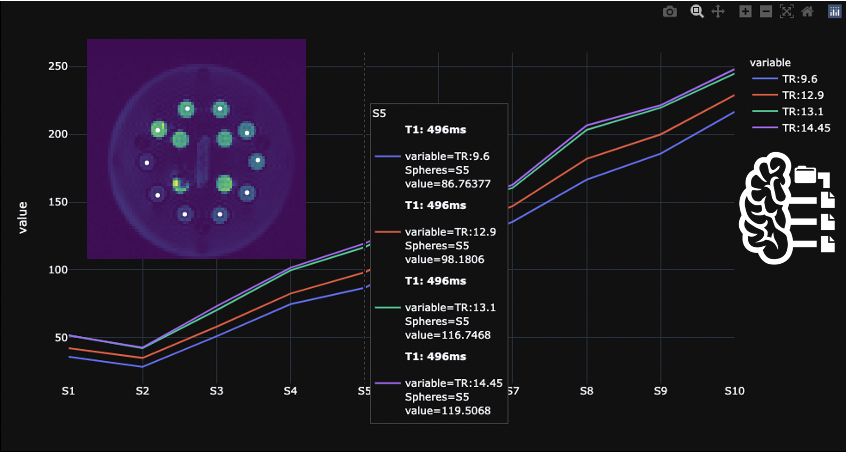 250
200
150
100
50
value
S1
S2
S3
S4
S5
S7
S8
S9
S10
S5
T1: 496ms
variable=TR:9.6
Spheres=S5
value=86.76377
T1: 496ms
variable=TR:12.9
Spheres=S5
value=98.1806
T1: 496ms
variable=TR:13.1
Spheres=S5
value=116.7468
T1: 496ms
variable=TR:14.45
Spheres=S5
value=119.5068
variable
TR:9.6
TR:12.9
TR:13.1
TR:14.45